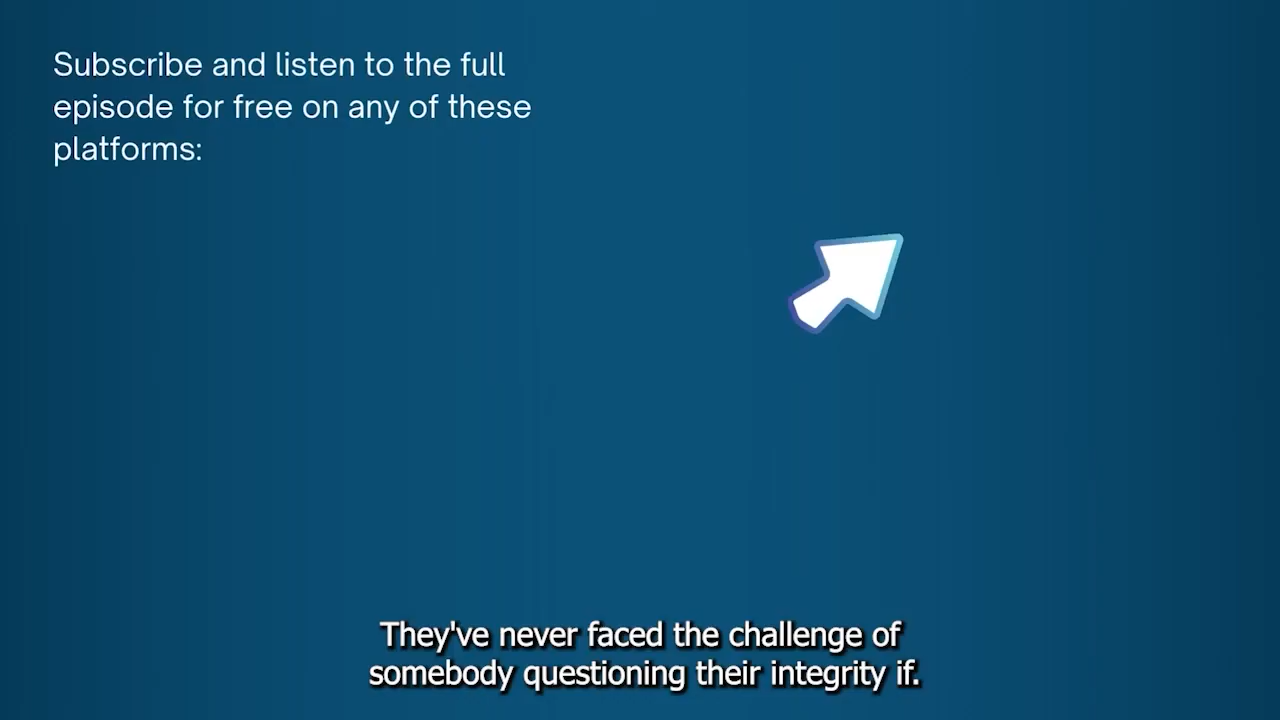 Subscribe and listen to the full
episode for free on any of these
platforms:
They've never faced the challenge of
somebody questioning their integrity if.